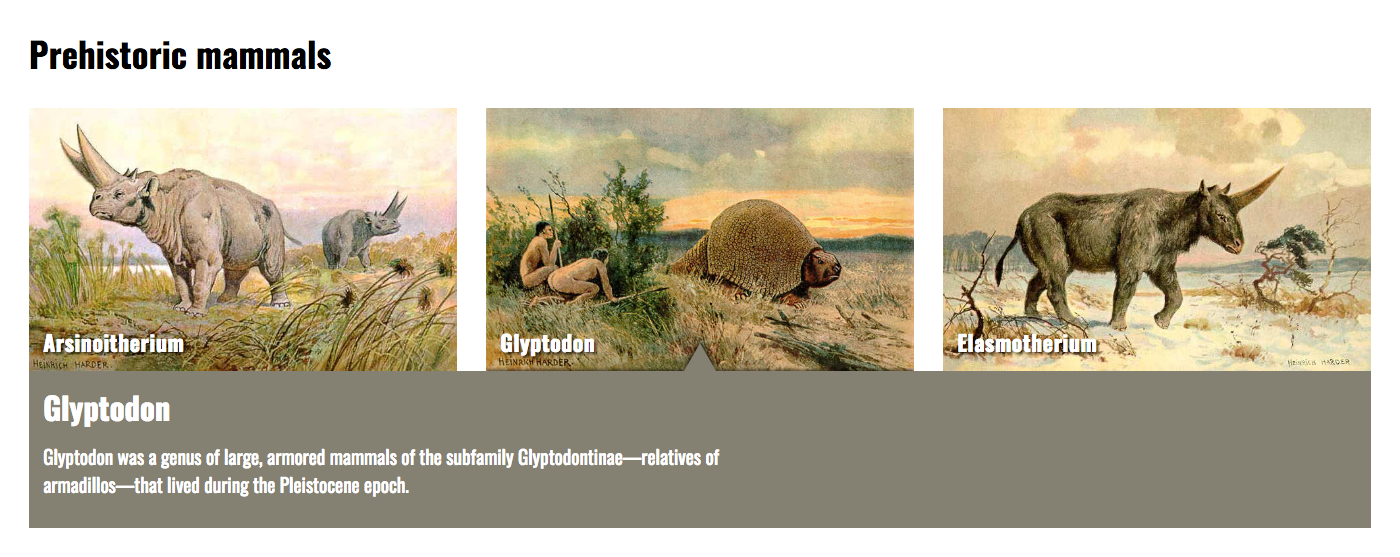 Prehistoric mammals
Arsinoitherium
HEINRICH HARDER.
Glyptodon
HEINRICH HARDER.
Elasmotherium
HEINRICH HARDER
Glyptodon
Glyptodon was a genus of large, armored mammals of the subfamily Glyptodontinae—relatives of
armadillos—that lived during the Pleistocene epoch.